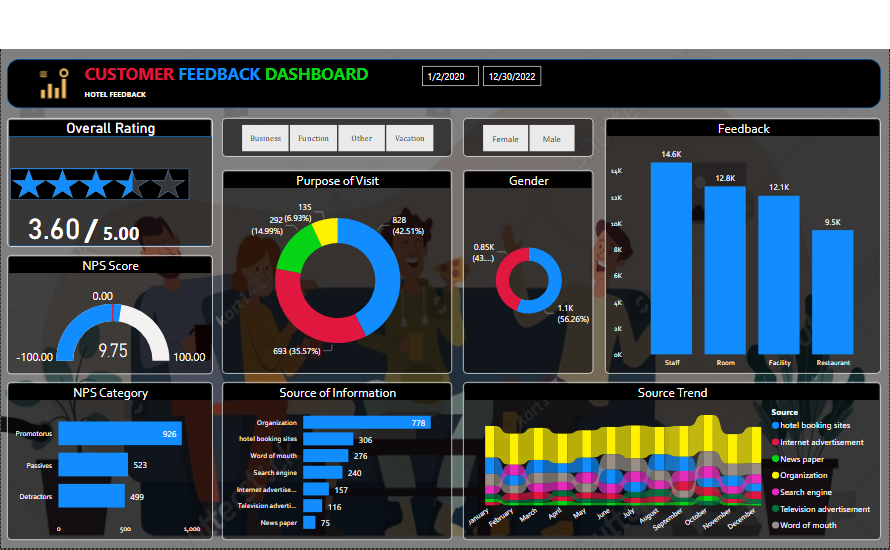 CUSTOMER FEEDBACK DASHBOARD
HOTEL FEEDBACK
1/2/2020
12/30/2022
Overall Rating
3.60 / 5.00
Business
Function
Other
Vacation
Female
Male
Feedback
14.6K
12.8K
12.1K
9.5K
14K
12K
10K
8K
6K
4K
2K
0K
Staff
Room
Facility
Restaurant
Purpose of Visit
135
(6.93%)
292
(14.99%)
828
(42.51%)
693 (35.57%)
Gender
0.85K
(43...)
1.1K
(56.26%)
NPS Score
0.00
-100.00
9.75
100.00
NPS Category
Promotorus
926
Passives
523
Detractors
499
0
500
1,000
Source of Information
Organization
778
hotel booking sites
306
Word of mouth
276
Search engine
240
Internet advertise...
157
Television adverti...
116
News paper
75
Source Trend
January
February
March
April
May
June
July
August
September
October
November
December
Source
hotel booking sites
Internet advertisement
News paper
Organization
Search engine
Television advertisement
Word of mouth